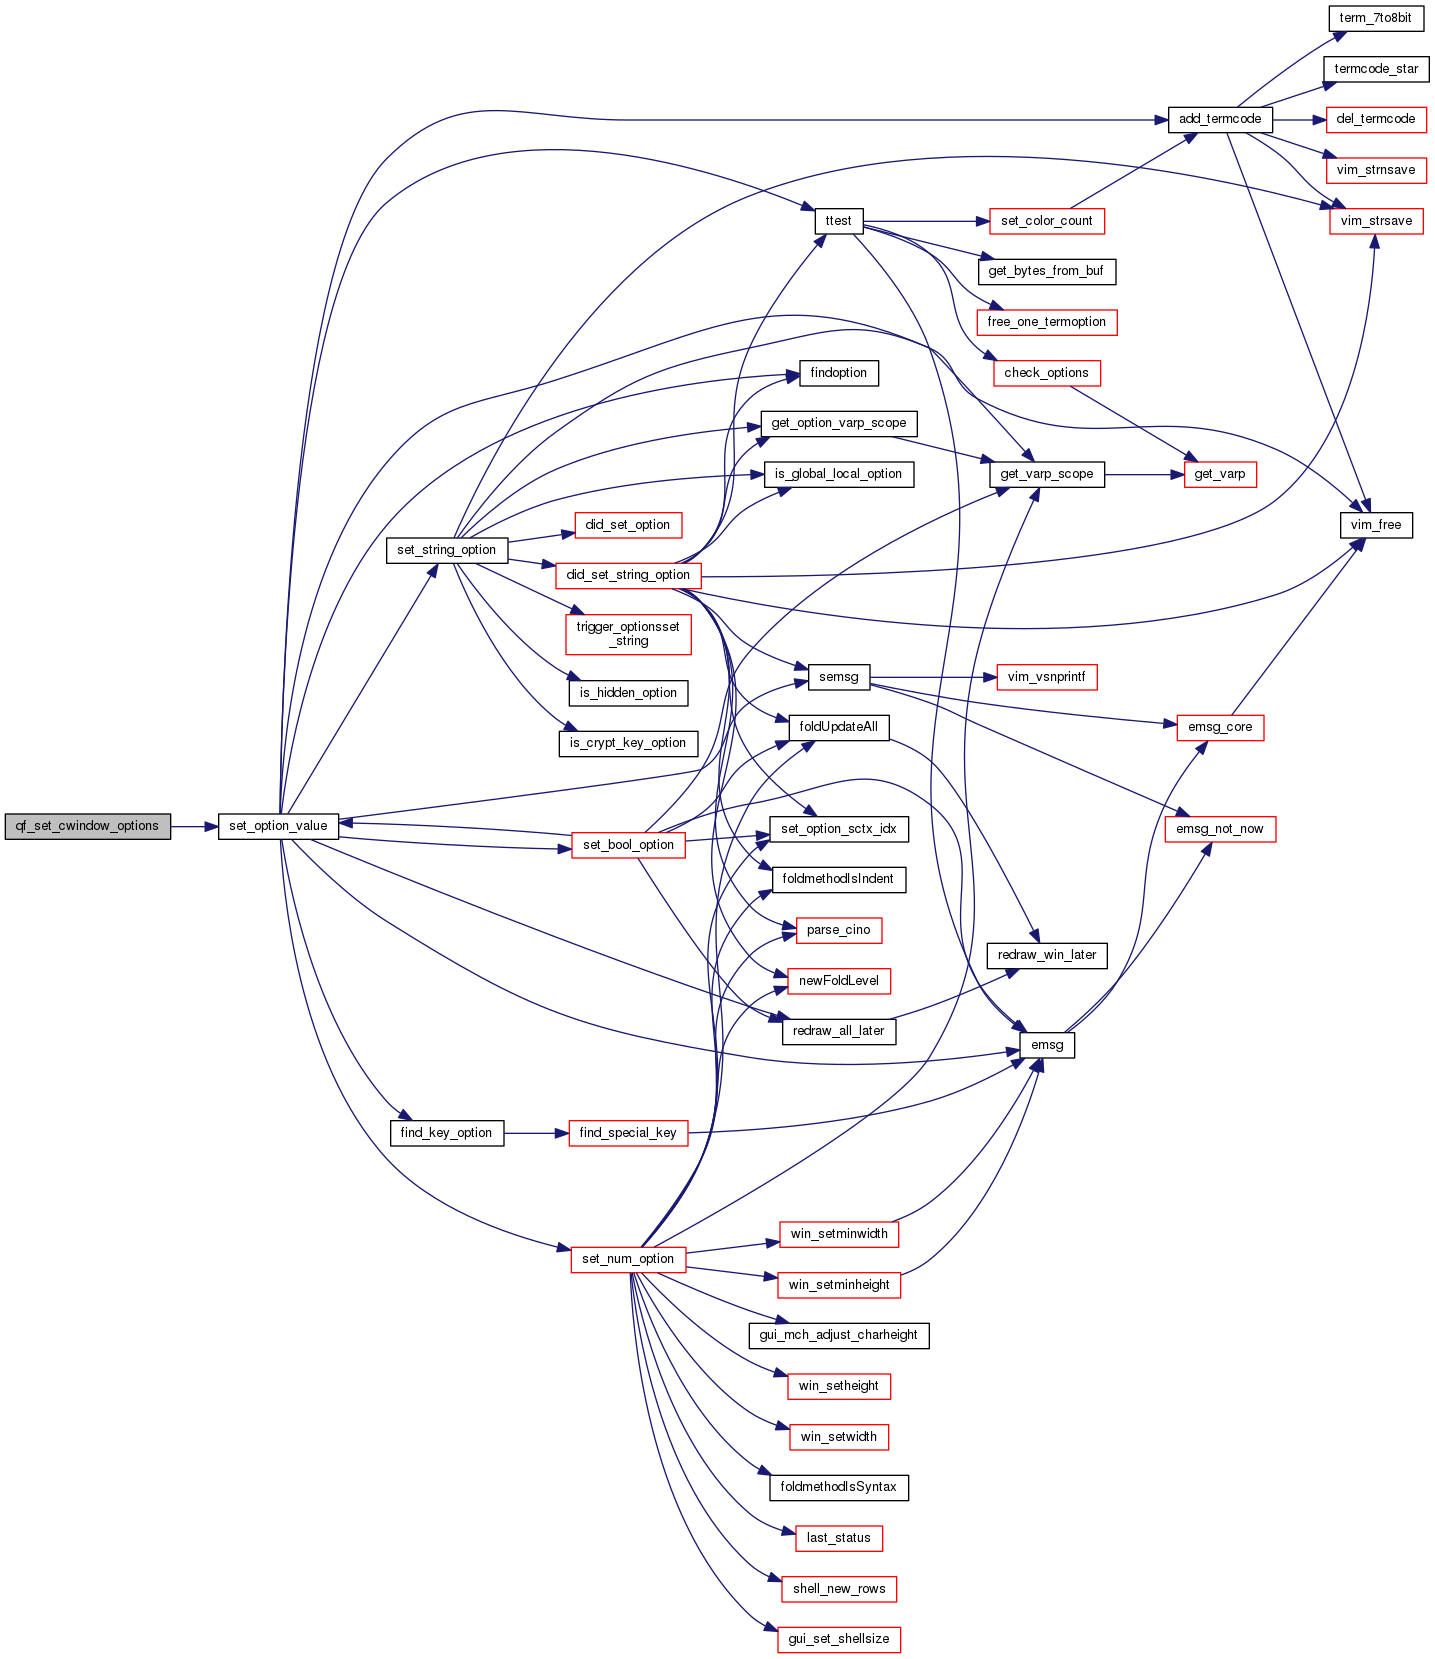 term_7to8bit
termcode_star
add_termcode
del_termcode
vim_strnsave
ttest
set_color_count
vim_strsave
get_bytes_from_buf
free_one_termoption
findoption
check_options
get_option_varp_scope
is_global_local_option
get_varp_scope
get_varp
did_set_option
vim_free
set_string_option
did_set_string_option
trigger_optionsset
_string
semsg
vim_vsnprintf
is_hidden_option
foldUpdateAll
emsg_core
is_crypt_key_option
qf_set_cwindow_options
set_option_value
set_option_sctx_idx
emsg_not_now
set_bool_option
foldmethodIsIndent
parse_cino
redraw_win_later
newFoldLevel
redraw_all_later
emsg
find_key_option
find_special_key
win_setminwidth
set_num_option
win_setminheight
gui_mch_adjust_charheight
win_setheight
win_setwidth
foldmethodIsSyntax
last_status
shell_new_rows
gui_set_shellsize